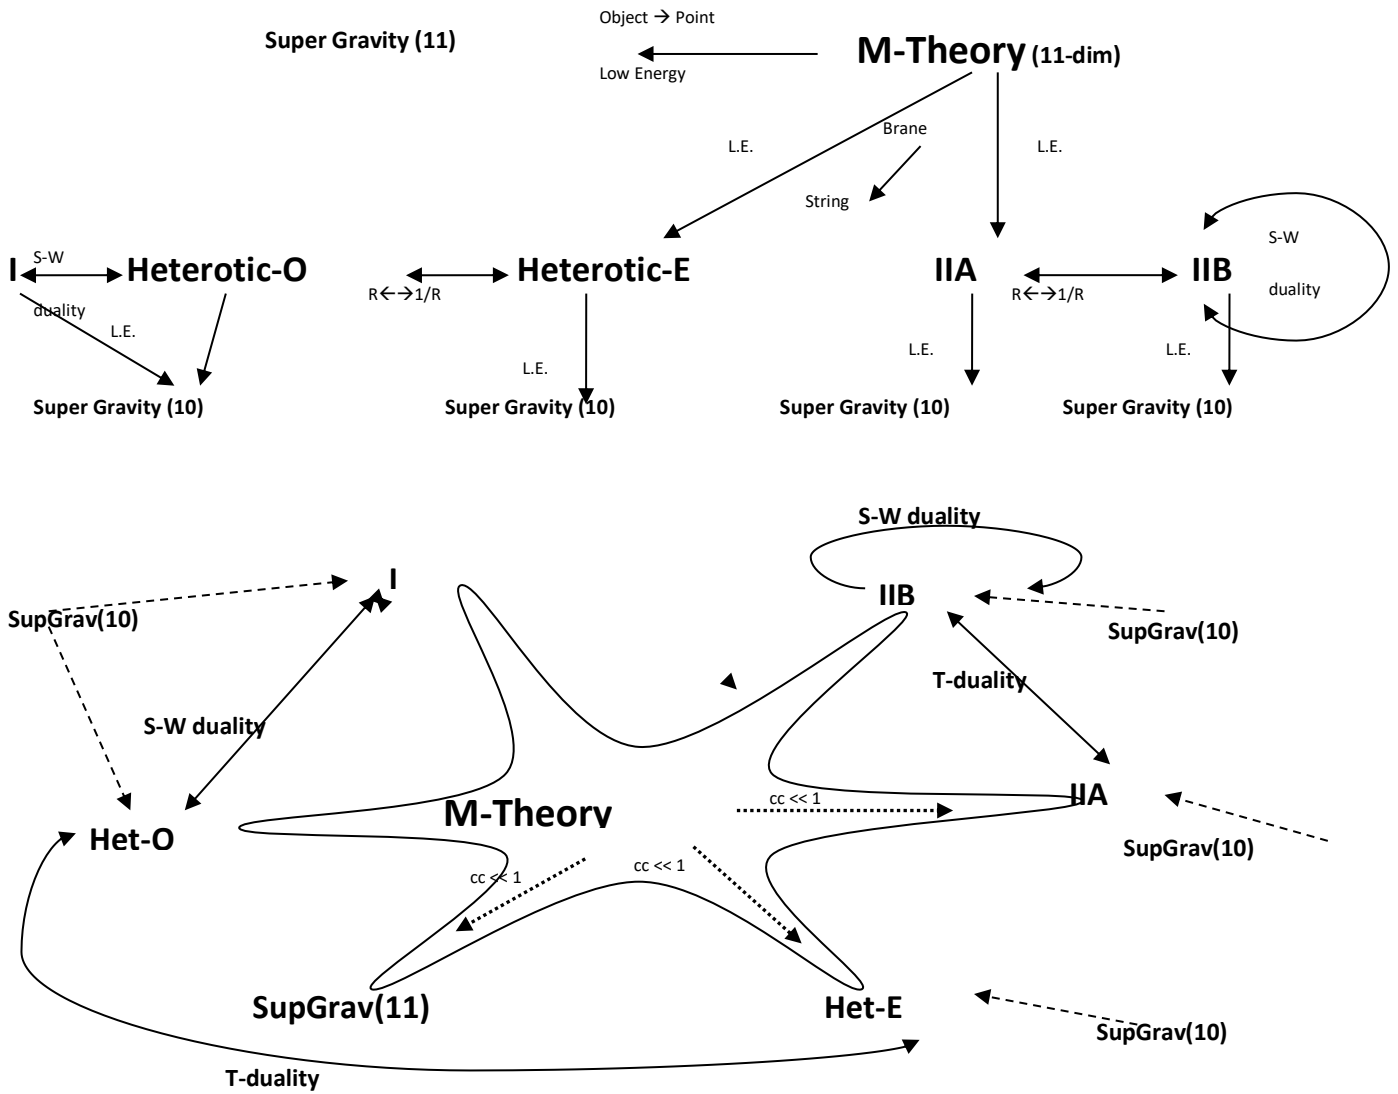 Object → Point
Super Gravity (11)
M-Theory (11-dim)
Low Energy
Brane
L.E.
L.E.
String
S-W
I
S-W
Heterotic-O
Heterotic-E
IIA
IIB
R←→1/R
R←→1/R
duality
duality
L.E.
L.E.
L.E.
L.E.
Super Gravity (10)
Super Gravity (10)
Super Gravity (10)
Super Gravity (10)
S-W duality
I
IIB
SupGrav(10)
SupGrav(10)
T-duality
S-W duality
IIA
cc << 1
M-Theory
Het-O
SupGrav(10)
cc << 1
cc << 1
SupGrav(11)
Het-E
SupGrav(10)
T-duality